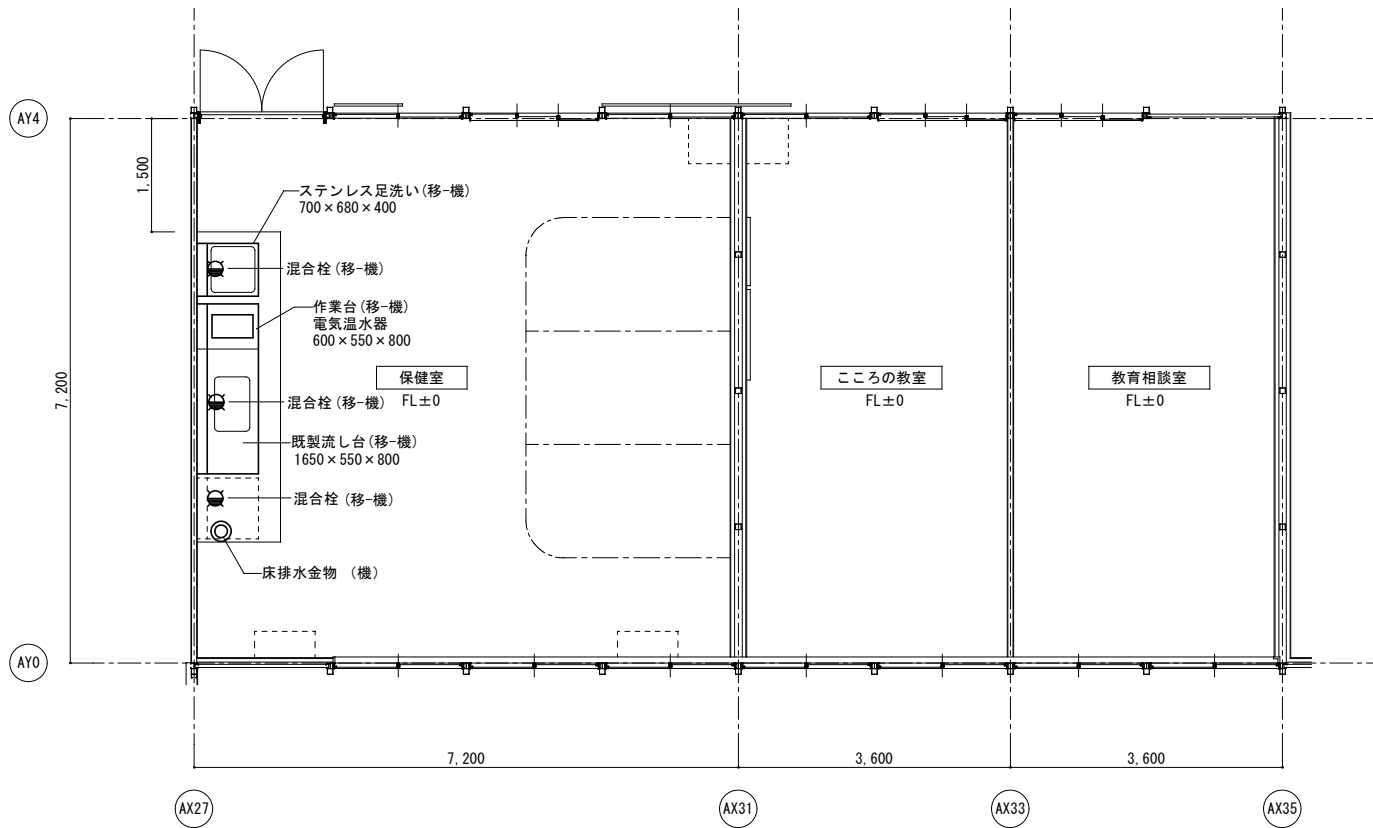 AY4
1,500
ステンレス足洗い(移-機)
700×680×400
混合栓(移-機)
作業台(移-機)
電気温水器
600×550×800
7,200
保健室
FL±0
こころの教室
FL±0
教育相談室
FL±0
混合栓(移-機)
既製流し台(移-機)
1650×550×800
混合栓(移-機)
床排水金物 (機)
AY0
7,200
3,600
3,600
AX27
AX31
AX33
AX35